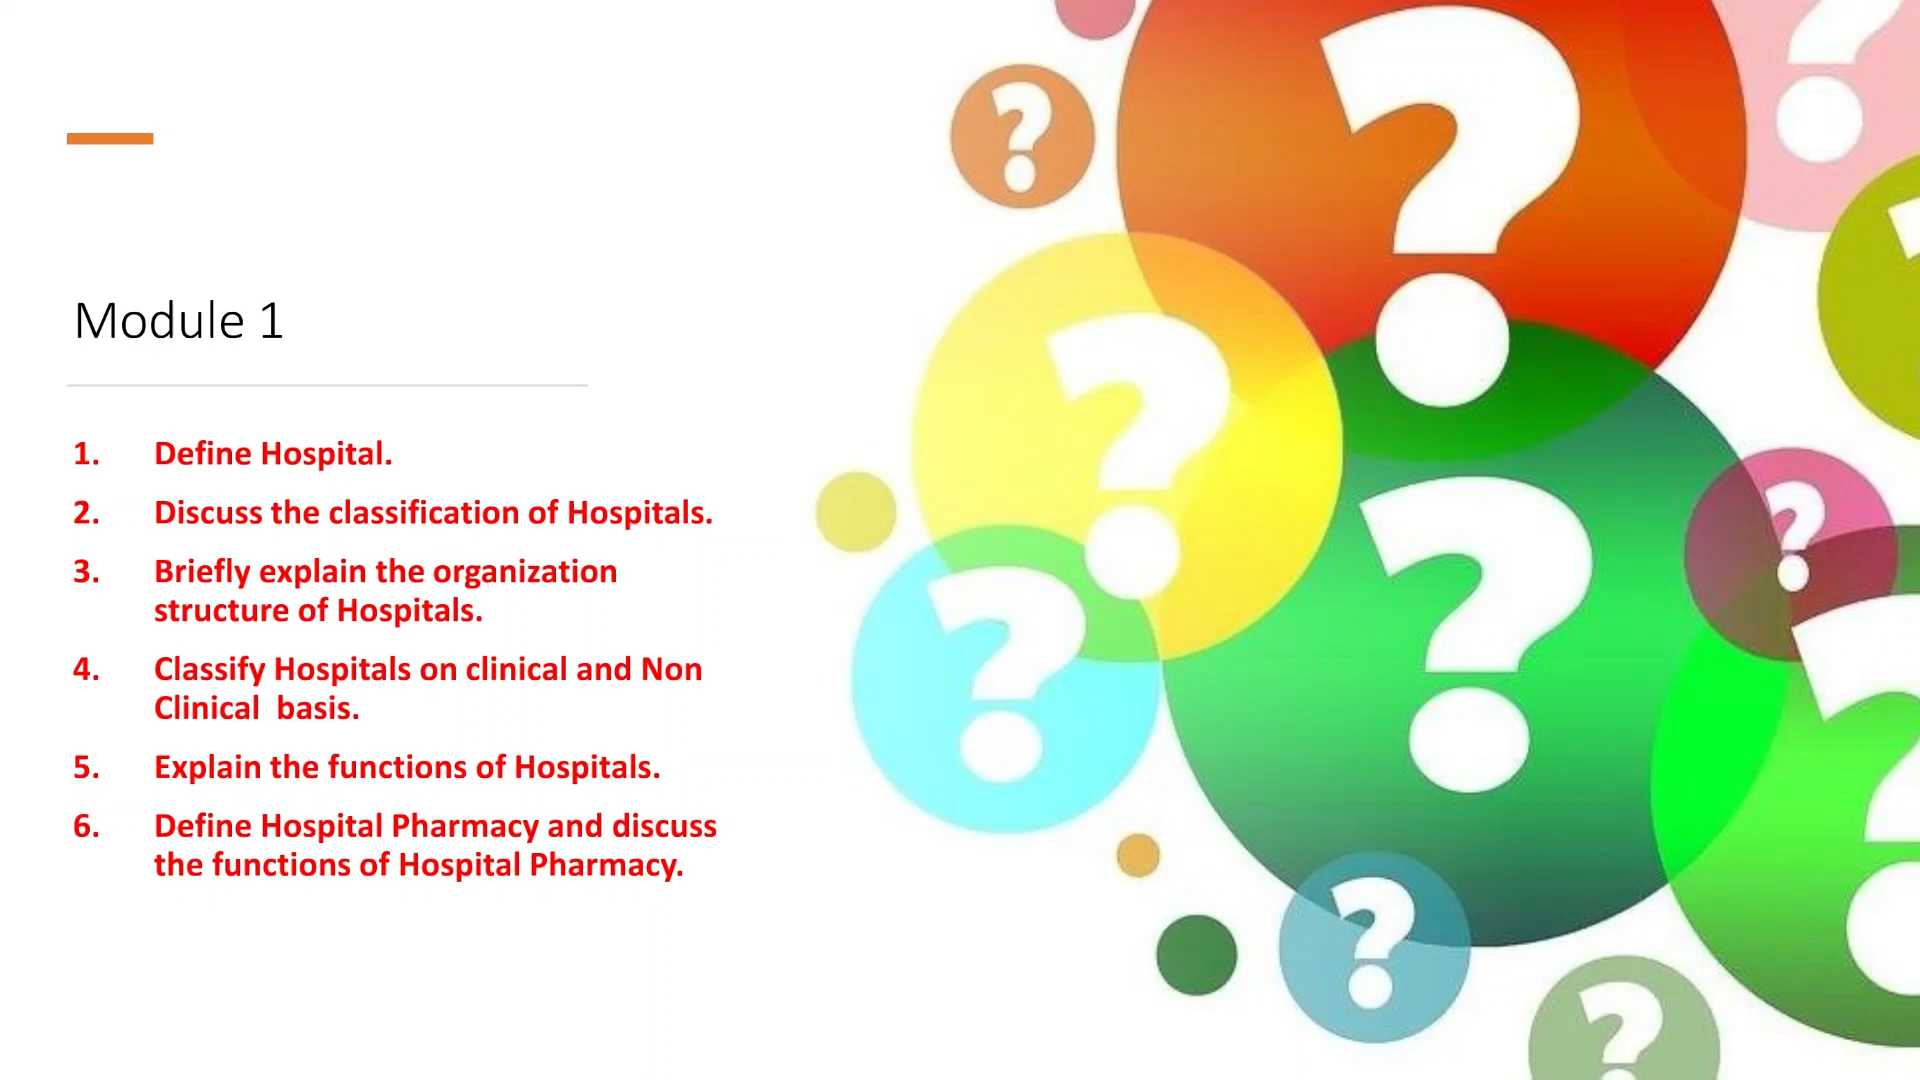 Module 1
1. Define Hospital.
2. Discuss the classification of Hospitals.
3. Briefly explain the organization
structure of Hospitals.
4. Classify Hospitals on clinical and Non
Clinical  basis.
5. Explain the functions of Hospitals.
6. Define Hospital Pharmacy and discuss
the functions of Hospital Pharmacy.
?
?
?
?
?
?
?
?
?
?